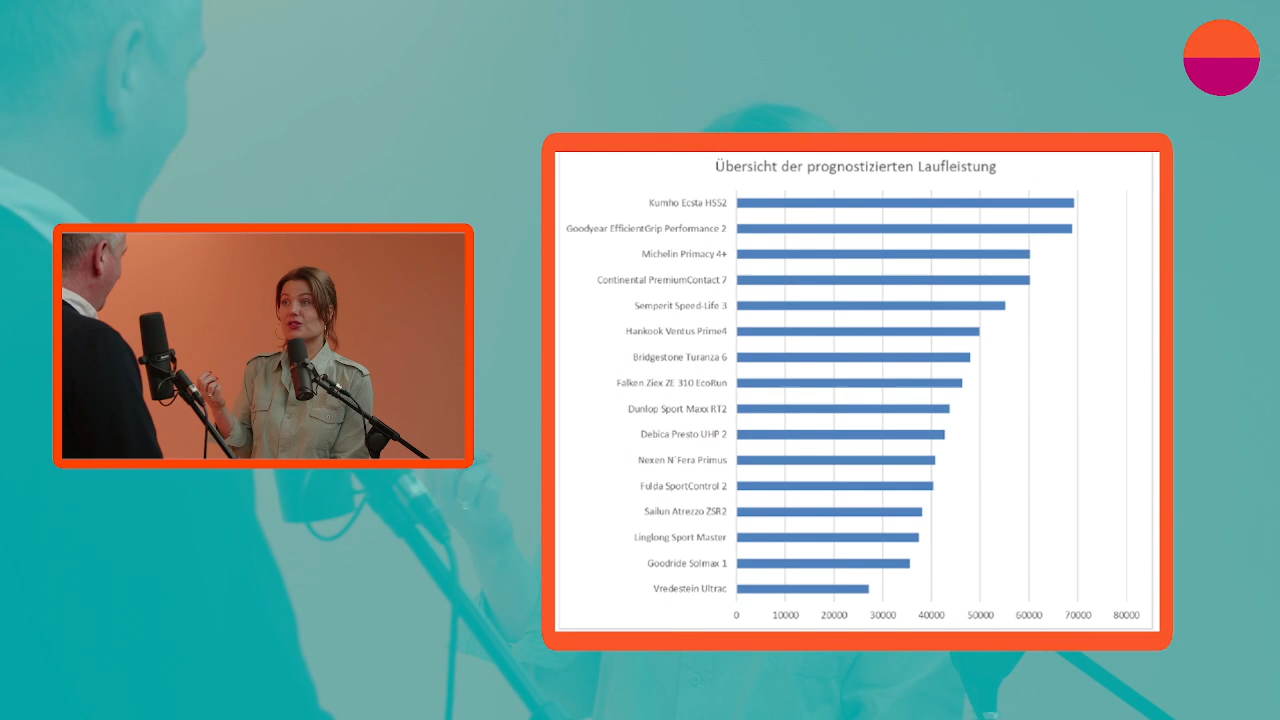 Übersicht der prognostizierten Laufleistung
Kumho Ecsta HS52
Goodyear EfficientGrip Performance 2
Michelin Primacy 4+
Continental PremiumContact 7
Semperit Speed-Life 3
Hankook Ventus Prime4
Bridgestone Turanza 6
Falken Ziex ZE 310 EcoRun
Dunlop Sport Maxx RT2
Debica Presto UHP 2
Nexen N´Fera Primus
Fulda SportControl 2
Sailun Atrezzo ZSR2
Linglong Sport Master
Goodride Solmax 1
Vredestein Ultrac
0 10000 20000 30000 40000 50000 60000 70000 80000